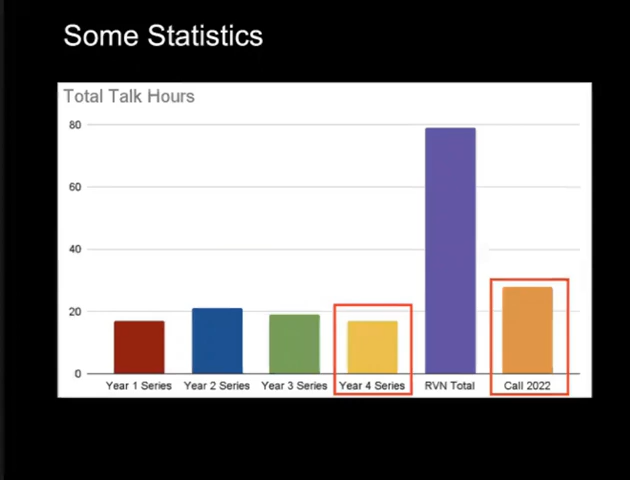 Some Statistics
Total Talk Hours
80
60
40
20
0
Year 1 Series Year 2 Series Year 3 Series Year 4 Series RVN Total Call 2022